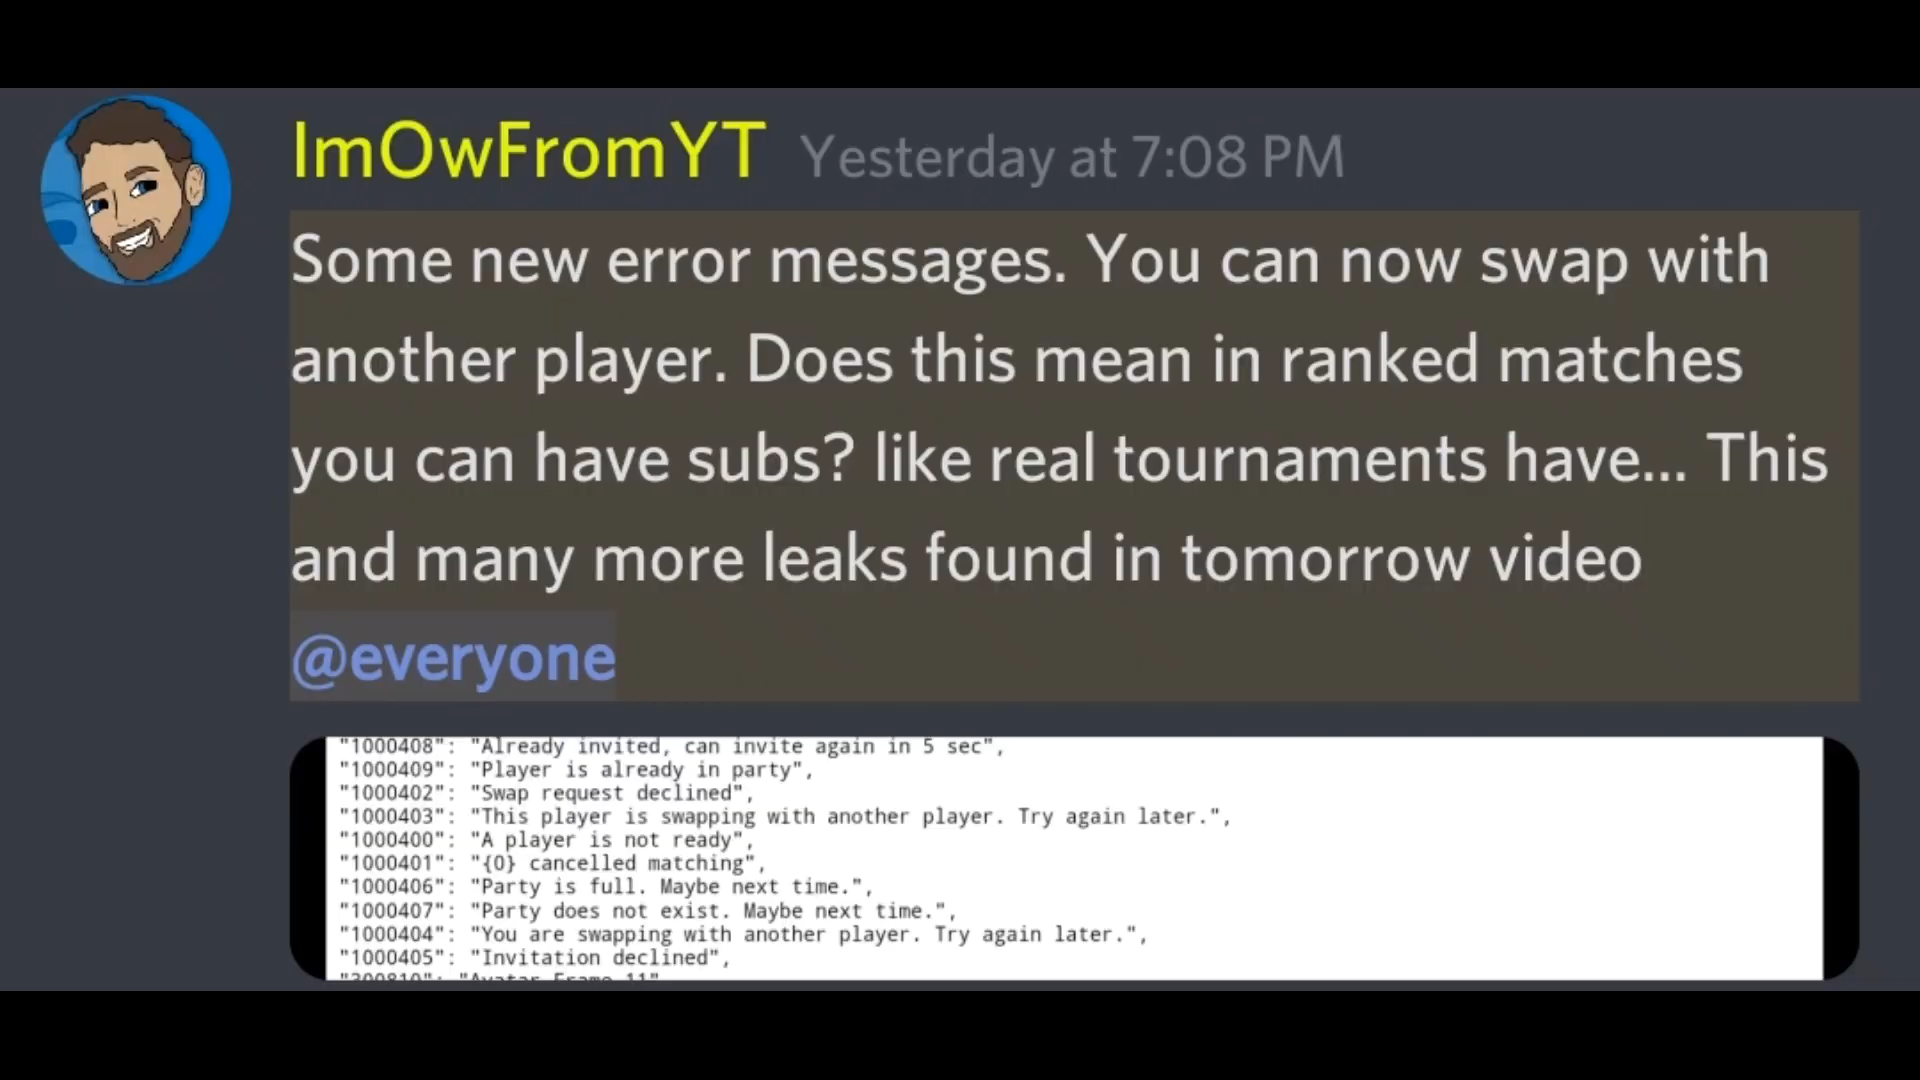 ImOwFromYT Yesterday at 7:08 PM
Some new error messages. You can now swap with
another player. Does this mean in ranked matches
you can have subs? like real tournaments have... This
and many more leaks found in tomorrow video
@everyone
"1000408": "Already invited, can invite again in 5 sec",
"1000409": "Player is already in party",
"1000402": "Swap request declined",
"1000403": "This player is swapping with another player. Try again later.",
"1000400": "A player is not ready",
"1000401": "{0} cancelled matching",
"1000406": "Party is full. Maybe next time.",
"1000407": "Party does not exist. Maybe next time.",
"1000404": "You are swapping with another player. Try again later.",
"1000405": "Invitation declined",
"300810": "Avatar Frame 11"